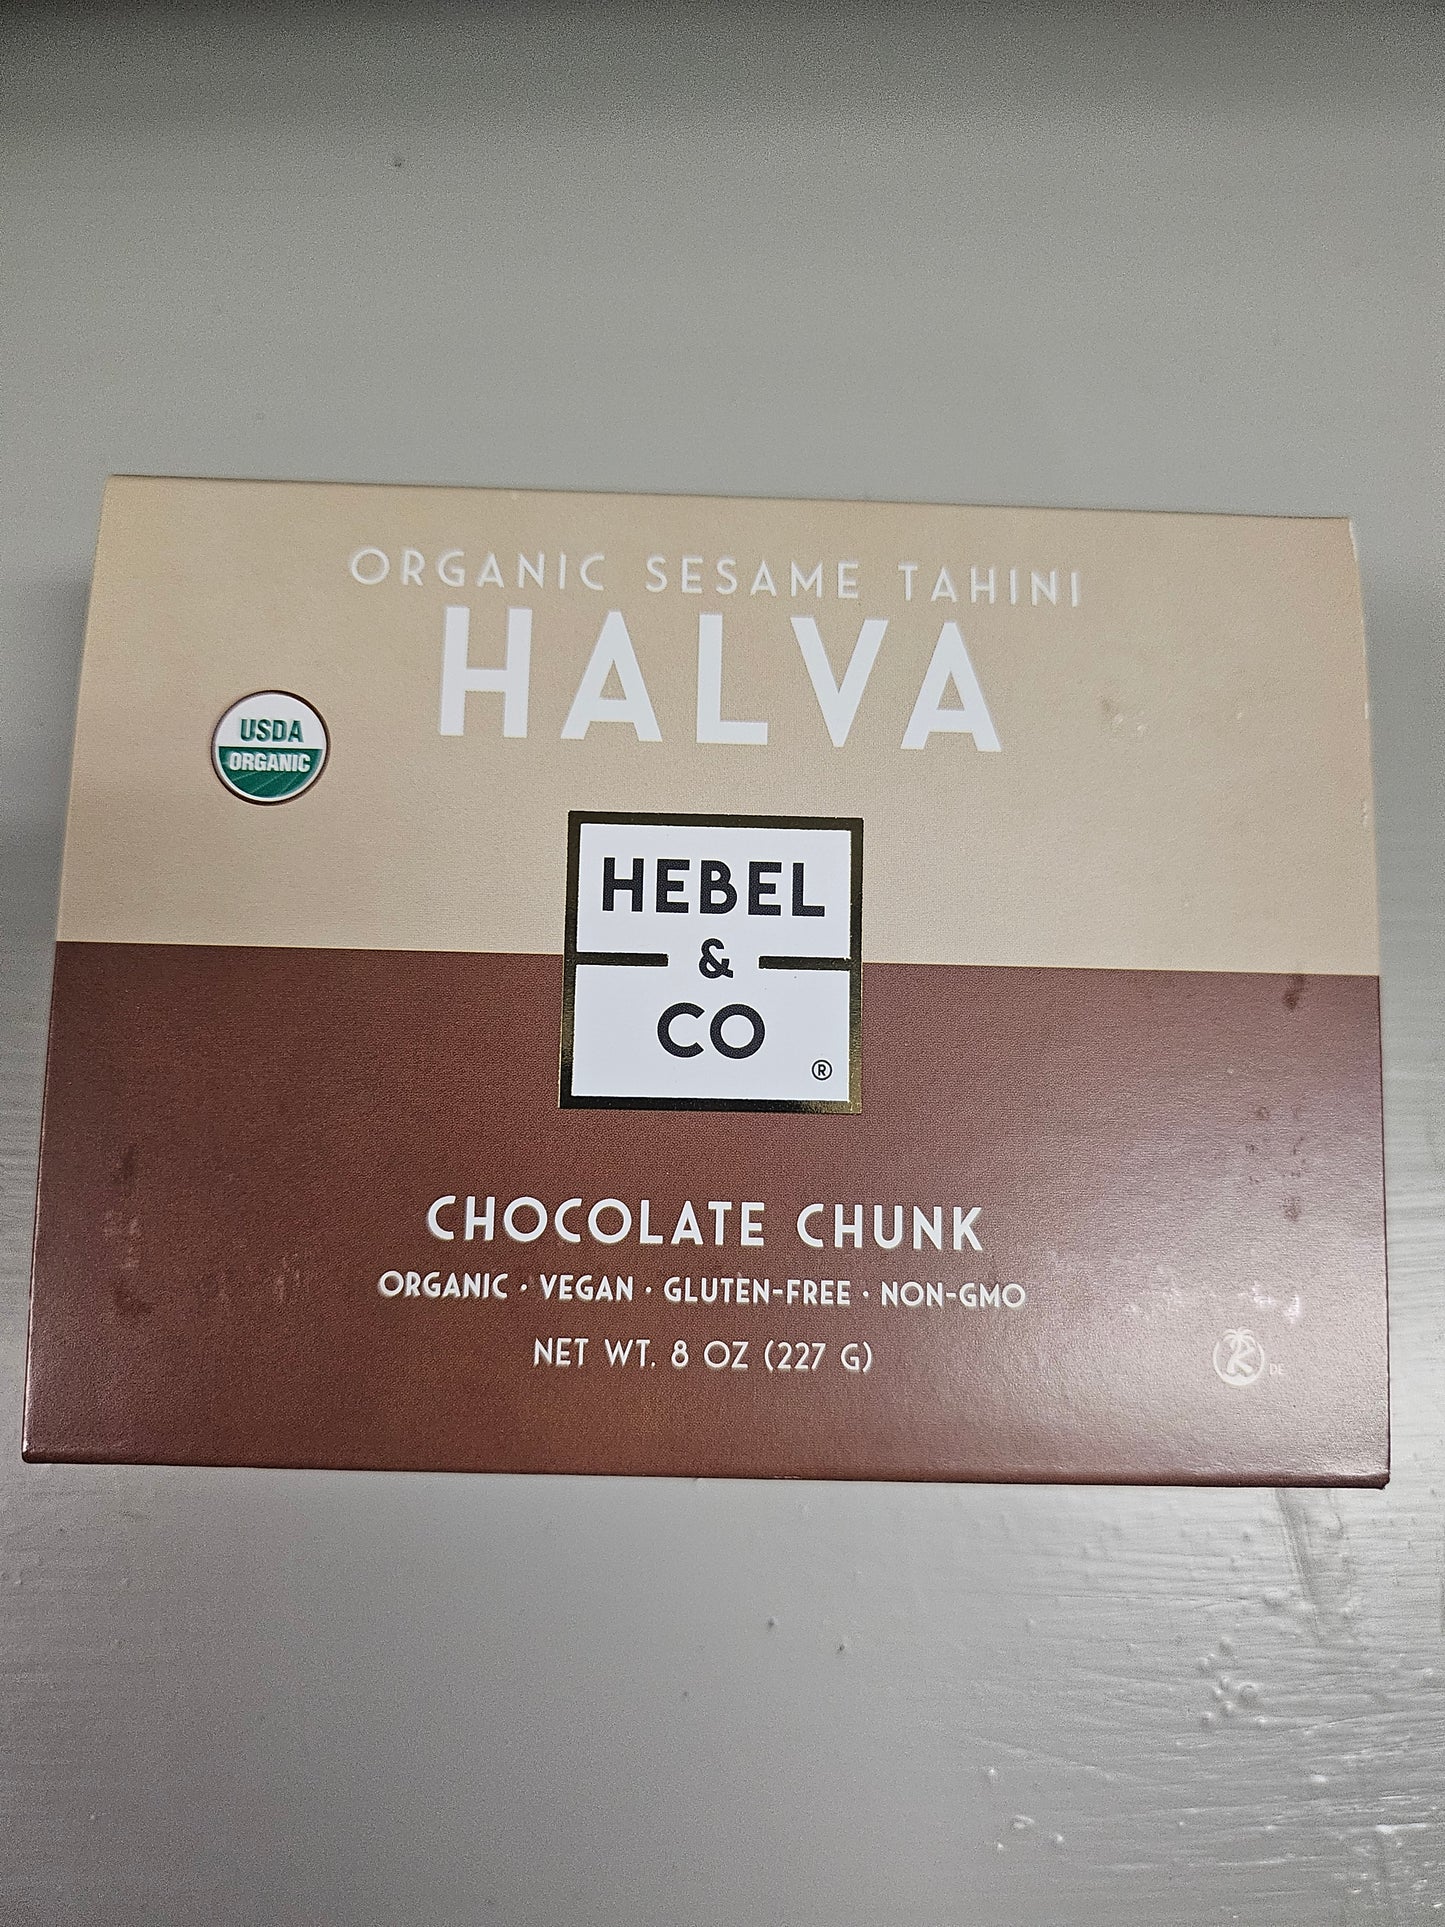 ORGANIC SESAME TAHINI
HALVA
USDA
ORGANIC
HEBEL
&
CO
®
CHOCOLATE CHUNK
ORGANIC · VEGAN · GLUTEN-FREE · NON-GMO
NET WT. 8 OZ (227 G)
K DE